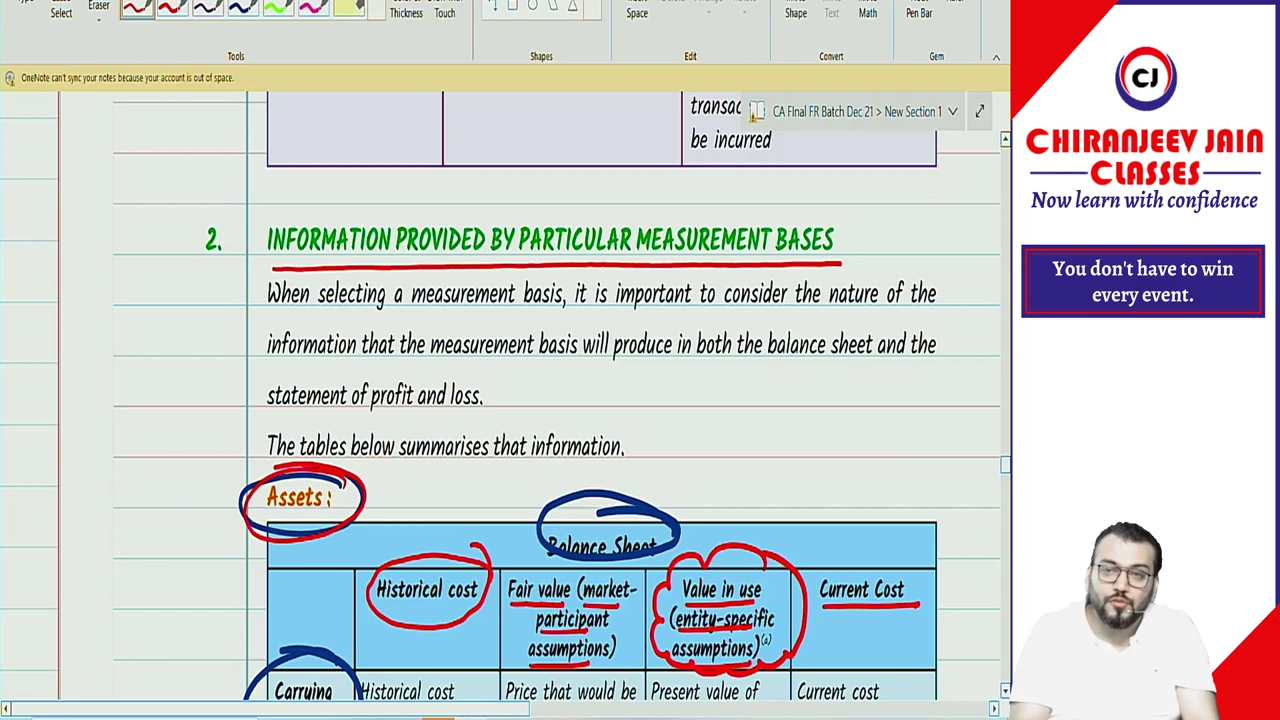 Eraser
Select
Thickness
Touch
Space
Shape
Text
Math
Pen Bar
Tools
Shapes
Edit
Convert
Gem
OneNote can't sync your notes because your account is out of space.
CA FInal FR Batch Dec 21 > New Section 1
be incurred
2. INFORMATION PROVIDED BY PARTICULAR MEASUREMENT BASES
When selecting a measurement basis, it is important to consider the nature of the
information that the measurement basis will produce in both the balance sheet and the
statement of profit and loss.
The tables below summarises that information.
Assets :
Balance Sheet
Historical cost
Fair value (market-
participant
assumptions)
Value in use
(entity-specific
assumptions)(a)
Current Cost
Carrying
Historical cost
Price that would be
Present value of
Current cost
CJ
CHIRANJEEV JAIN
CLASSES
Now learn with confidence
You don't have to win
every event.